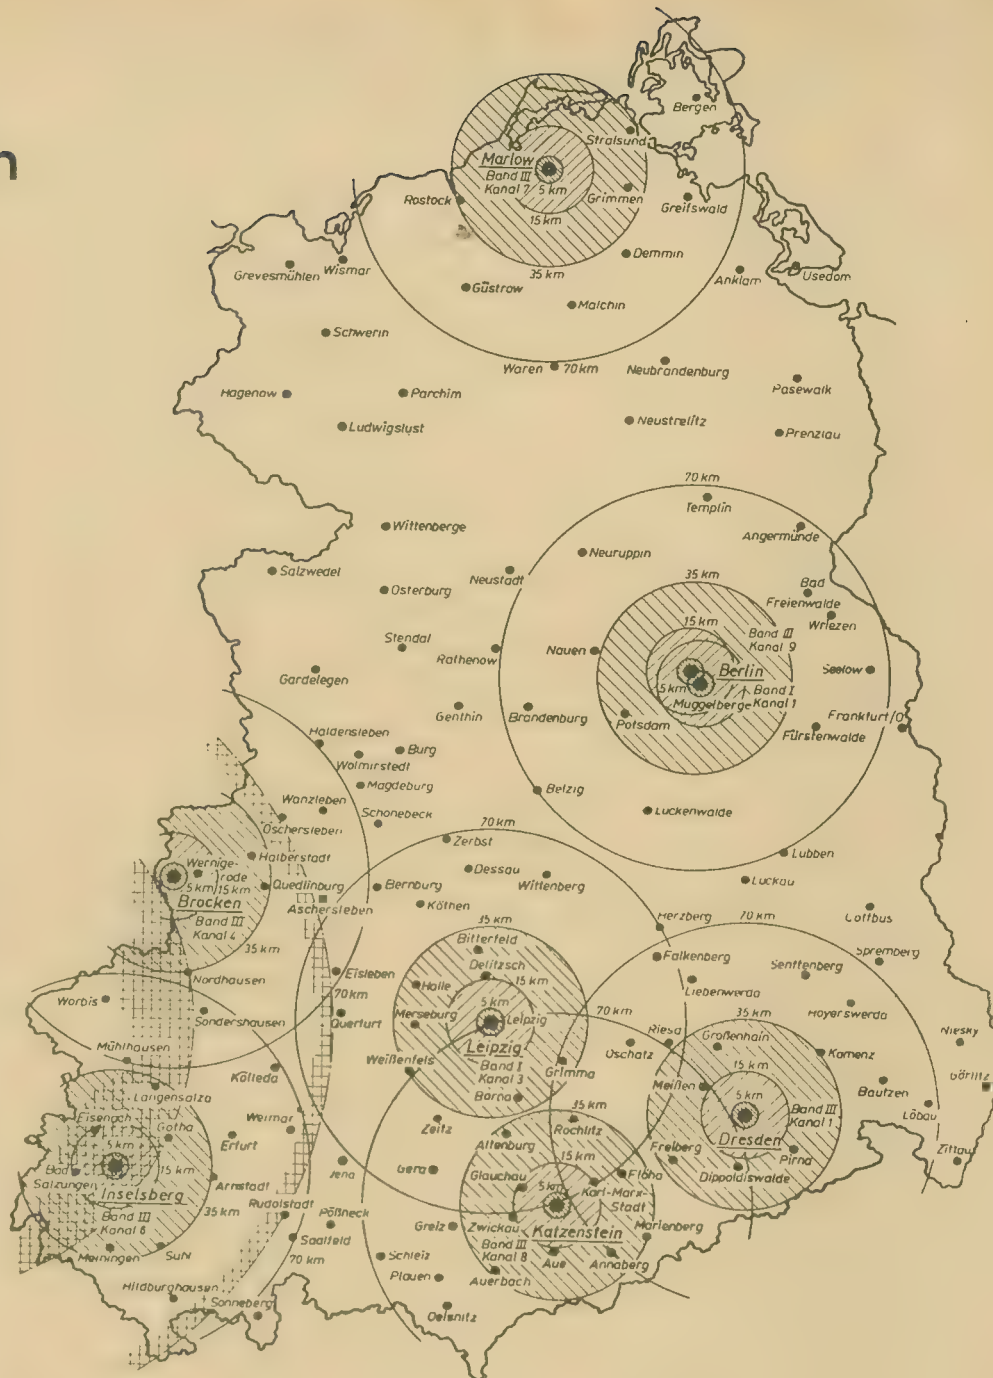 n
Bergen
Stralsund
Marlow
Band III
Kanal 7
5 km
Grimmen
Greifswald
Rostock
15 km
35 km
Demmin
Grevesmühlen
Wismar
Anklam
Usedom
Güstrow
Malchin
Schwerin
Waren
70 km
Neubrandenburg
Pasewalk
Hagenow
Parchim
Ludwigslust
Neustrelitz
Prenzlau
70 km
Templin
Wittenberge
Angermünde
Neuruppin
Salzwedel
Neustadt
35 km
Osterburg
Bad
Freienwalde
Wriezen
15 km
Band III
Kanal 9
Stendal
Rathenow
Nauen
Gardelegen
Berlin
Seelow
5 km
Band I
Kanal 1
Müggelberge
Genthin
Brandenburg
Potsdam
Frankfurt/O
Fürstenwalde
Haldensleben
Wolmirstedt
Burg
Magdeburg
Belzig
Wanzleben
Luckenwalde
Oschersleben
Schönebeck
70 km
Zerbst
Lübben
Halberstadt
Wernige-
rode
Dessau
Wittenberg
Luckau
5 km
15 km
Quedlinburg
Bernburg
Brocken
Aschersleben
Köthen
Band III
Kanal 4
Herzberg
70 km
Cottbus
35 km
35 km
Bitterfeld
Falkenberg
Spremberg
Nordhausen
Eisleben
Delitzsch
Senftenberg
70 km
Halle
15 km
Liebenwerda
Worbis
Sondershausen
Querfurt
Merseburg
5 km
Leipzig
70 km
Hoyerswerda
35 km
Riesa
Niesky
Leipzig
Oschatz
Großenhain
Mühlhausen
Weißenfels
Band I
Kanal 3
Grimma
Kamenz
Kölleda
15 km
Görlitz
Langensalza
Borna
Meißen
Bautzen
35 km
5 km
Band III
Kanal 1
Löbau
Eisenach
Gotha
Weimar
Zeitz
Rochlitz
Erfurt
Altenburg
Dresden
5 km
Freiberg
Pirna
Zittau
15 km
Bad
Salzungen
Jena
Gera
Glauchau
Flöha
Dippoldiswalde
Inselsberg
Arnstadt
5 km
Karl-Marx-
Stadt
Rudolstadt
35 km
Pößneck
Greiz
Zwickau
Katzenstein
Marienberg
Band III
Kanal 6
Band III
Kanal 8
Saalfeld
Meiningen
Suhl
70 km
Schleiz
Aue
Annaberg
Plauen
Auerbach
Hildburghausen
Sonneberg
Oelsnitz
15 km